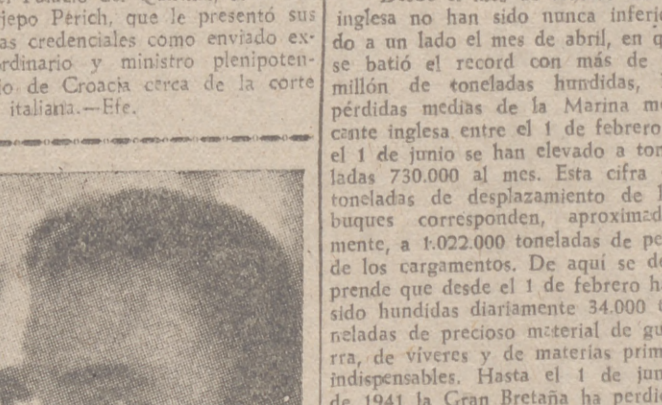 jepo Pèrich, que le presentó sus
as credenciales como enviado ex-
rdinario y ministro plenipoten-
io de Croacia cerca de la corte
italiana.—Efe.
inglesa no han sido nunca inferi
do a un lado el mes de abril, en q
se batió el record con más de
millón de toneladas hundidas,
pérdidas medias de la Marina m
cante inglesa entre el 1 de febrero
el 1 de junio se han elevado a ton
ladas 730.000 al mes. Esta cifra
toneladas de desplazamiento de
buques corresponden, aproximad
mente, a 1.022.000 toneladas de pe
de los cargamentos. De aquí se de
prende que desde el 1 de febrero h
sido hundidas diariamente 34.000
neladas de precioso material de gu
rra, de víveres y de materias prim
indispensables. Hasta el 1 de jun
de 1941 la Gran Bretaña ha perdi